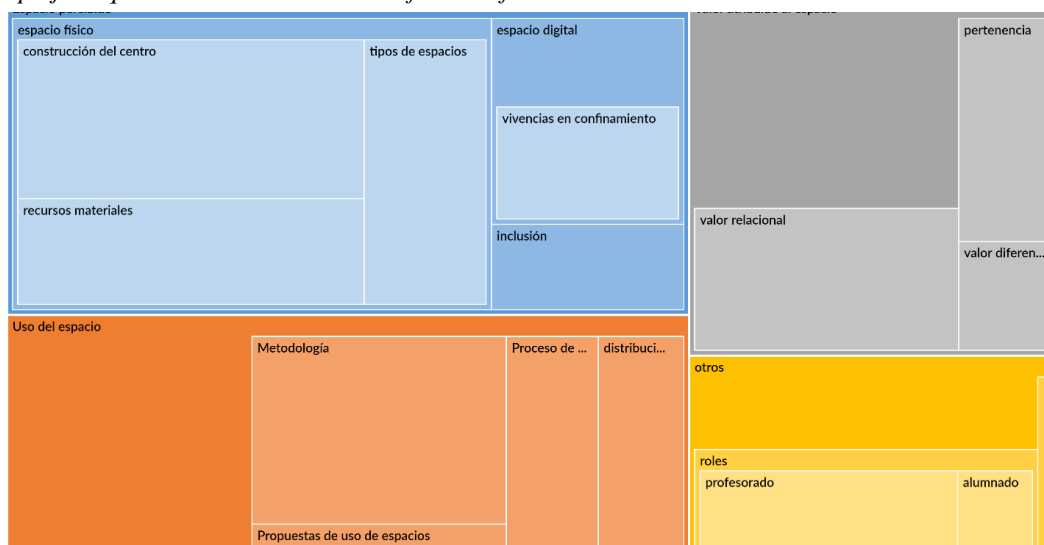 espacio físico
construcción del centro
tipos de espacios
recursos materiales
espacio digital
vivencias en confinamiento
inclusión
pertenencia
valor relacional
valor diferen...
Uso del espacio
Metodología
Proceso de ...
distribuci...
Propuestas de uso de espacios
otros
roles
profesorado
alumnado